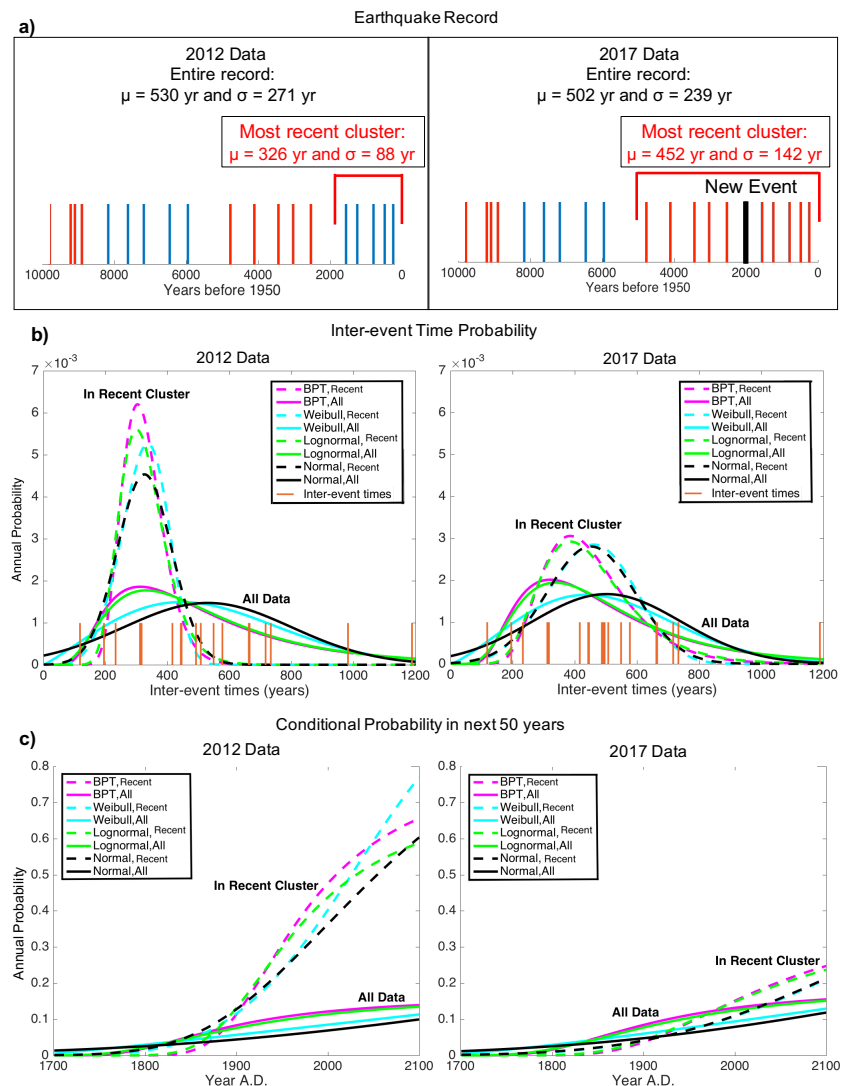 Earthquake Record
a)
2012 Data
Entire record:
μ = 530 yr and σ = 271 yr
Most recent cluster:
μ = 326 yr and σ = 88 yr
10000 8000 6000 4000 2000 0
Years before 1950
2017 Data
Entire record:
μ = 502 yr and σ = 239 yr
Most recent cluster:
μ = 452 yr and σ = 142 yr
New Event
10000 8000 6000 4000 2000 0
Years before 1950
b)
Inter-event Time Probability
2012 Data
×10⁻³
7
6
5
4
3
2
1
0
Annual Probability
In Recent Cluster
BPT, Recent
BPT,All
Weibull, Recent
Weibull,All
Lognormal, Recent
Lognormal,All
Normal, Recent
Normal,All
Inter-event times
All Data
0 200 400 600 800 1000 1200
Inter-event times (years)
2017 Data
×10⁻³
7
6
5
4
3
2
1
0
BPT, Recent
BPT,All
Weibull, Recent
Weibull,All
Lognormal, Recent
Lognormal,All
Normal, Recent
Normal,All
Inter-event times
In Recent Cluster
All Data
0 200 400 600 800 1000 1200
Inter-event times (years)
Conditional Probability in next 50 years
c)
2012 Data
0.8
0.7
0.6
0.5
0.4
0.3
0.2
0.1
0
Annual Probability
BPT, Recent
BPT,All
Weibull, Recent
Weibull,All
Lognormal, Recent
Lognormal,All
Normal, Recent
Normal,All
In Recent Cluster
All Data
1700 1800 1900 2000 2100
Year A.D.
2017 Data
0.8
0.7
0.6
0.5
0.4
0.3
0.2
0.1
0
BPT, Recent
BPT,All
Weibull, Recent
Weibull,All
Lognormal, Recent
Lognormal,All
Normal, Recent
Normal,All
In Recent Cluster
All Data
1700 1800 1900 2000 2100
Year A.D.